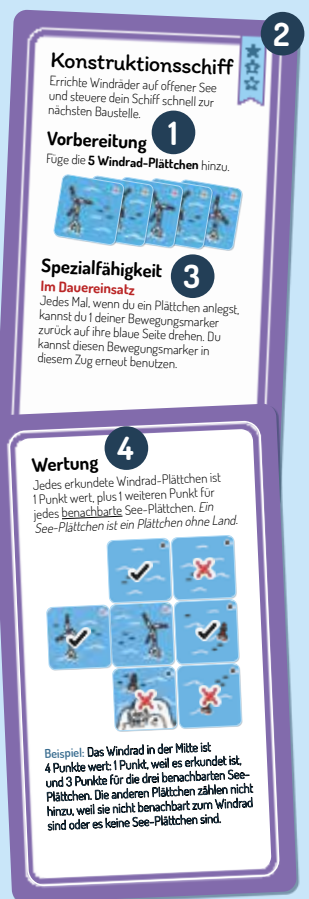 2
Konstruktionsschiff
Errichte Windräder auf offener See
und steuere dein Schiff schnell zur
nächsten Baustelle.
Vorbereitung 1
Füge die 5 Windrad-Plättchen hinzu.
Spezialfähigkeit 3
Im Dauereinsatz
Jedes Mal, wenn du ein Plättchen anlegst,
kannst du 1 deiner Bewegungsmarker
zurück auf ihre blaue Seite drehen. Du
kannst diesen Bewegungsmarker in
diesem Zug erneut benutzen.
Wertung 4
Jedes erkundete Windrad-Plättchen ist
1 Punkt wert, plus 1 weiteren Punkt für
jedes benachbarte See-Plättchen. Ein
See-Plättchen ist ein Plättchen ohne Land.
Beispiel: Das Windrad in der Mitte ist
4 Punkte wert: 1 Punkt, weil es erkundet ist,
und 3 Punkte für die drei benachbarten See-
Plättchen. Die anderen Plättchen zählen nicht
hinzu, weil sie nicht benachbart zum Windrad
sind oder es keine See-Plättchen sind.